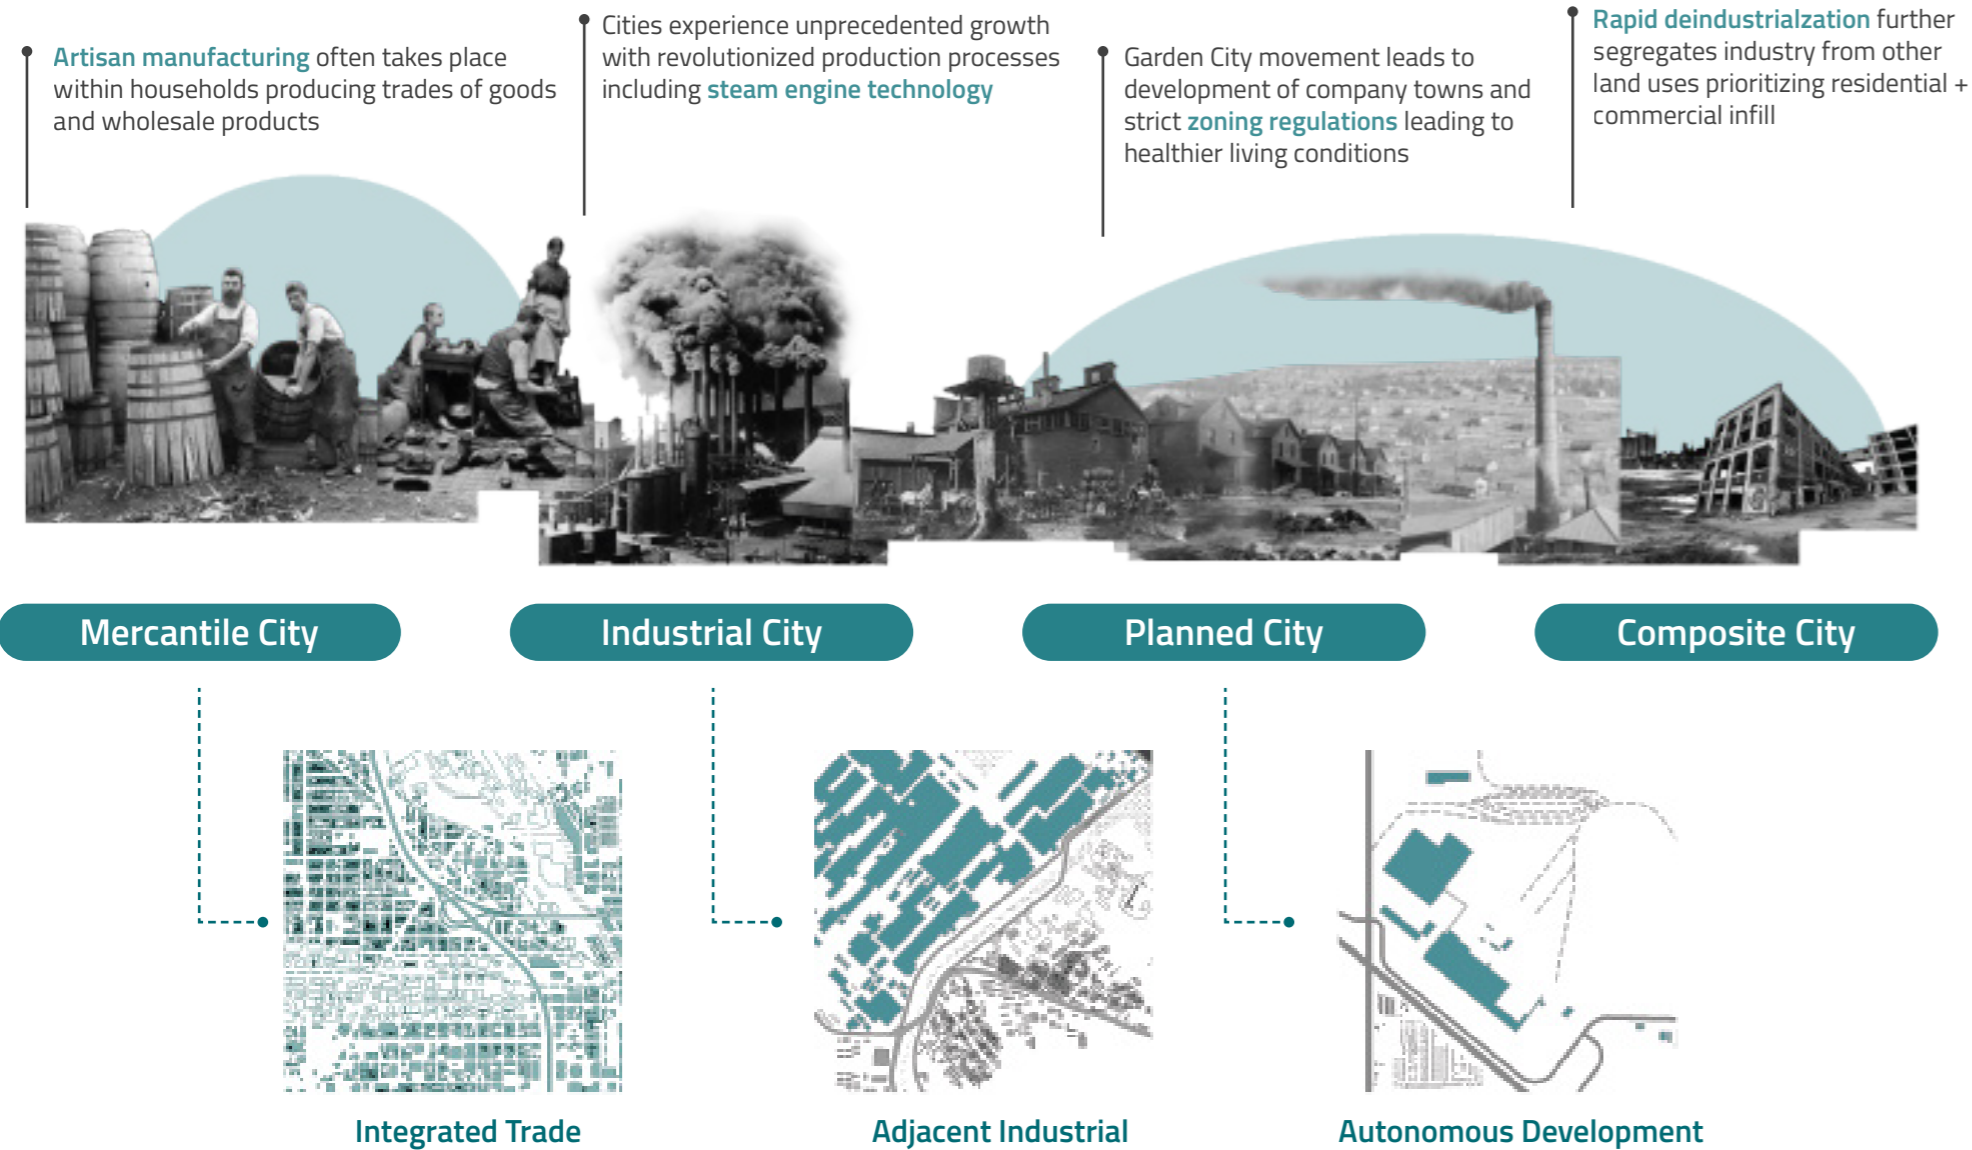 Artisan manufacturing often takes place
within households producing trades of goods
and wholesale products
Cities experience unprecedented growth
with revolutionized production processes
including steam engine technology
Garden City movement leads to
development of company towns and
strict zoning regulations leading to
healthier living conditions
Rapid deindustrialzation further
segregates industry from other
land uses prioritizing residential +
commercial infill
Mercantile City
Industrial City
Planned City
Composite City
Integrated Trade
Adjacent Industrial
Autonomous Development